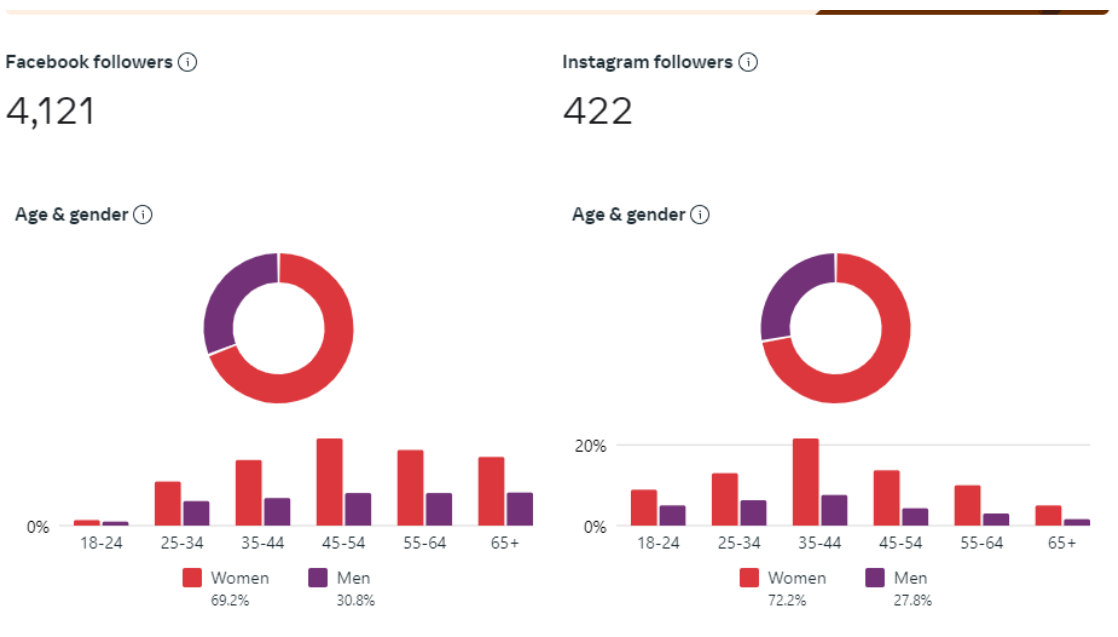 Facebook followers
4,121
Age & gender
0%
18-24 25-34 35-44 45-54 55-64 65+
Women Men
69.2% 30.8%
Instagram followers
422
Age & gender
20%
0%
18-24 25-34 35-44 45-54 55-64 65+
Women Men
72.2% 27.8%